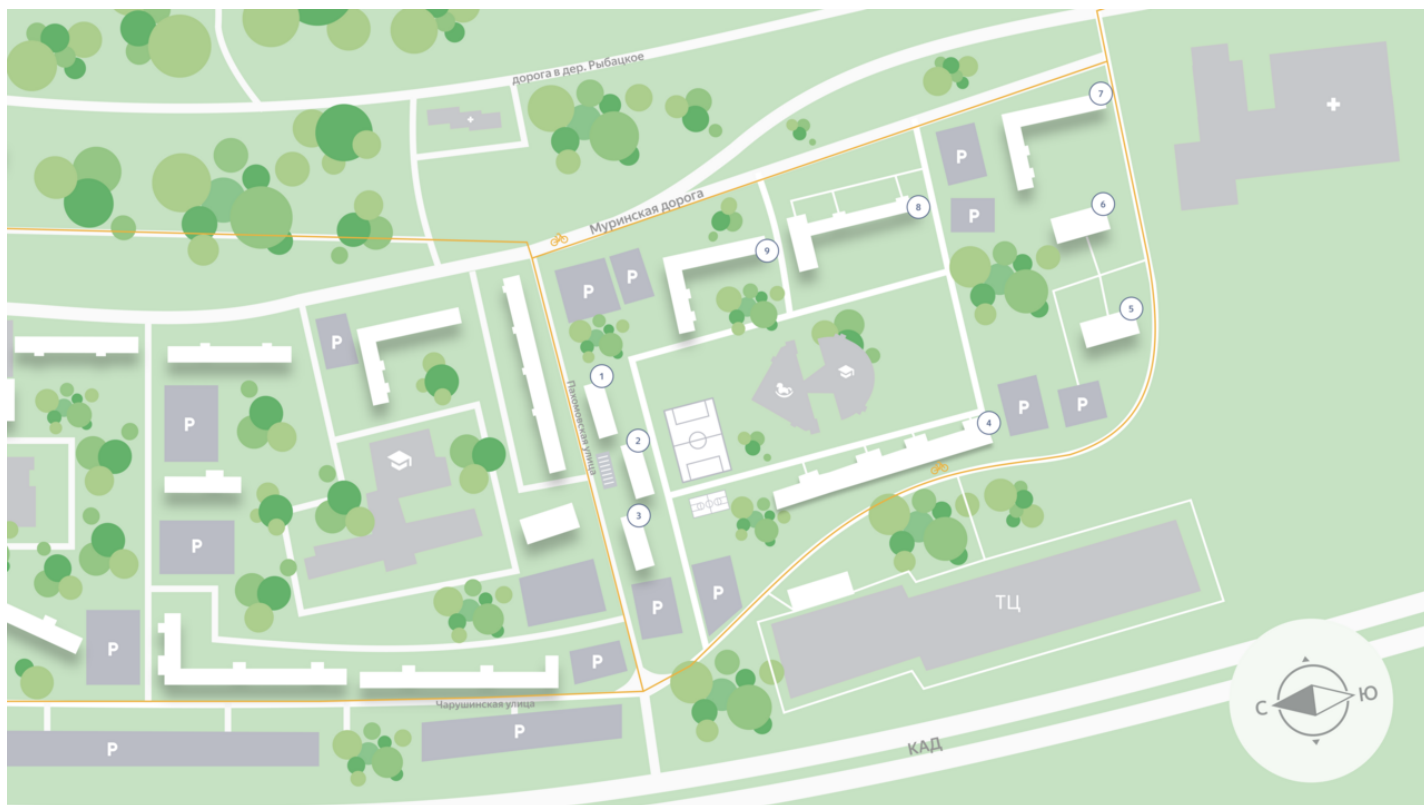 дорога в дер. Рыбацкое
7
P
8
6
P
Муринская дорога
9
5
P
P
P
1
Пахомовская улица
P
P
4
P
2
3
P
P
P
ТЦ
P
P
С
Ю
Чарушинская улица
P
P
КАД